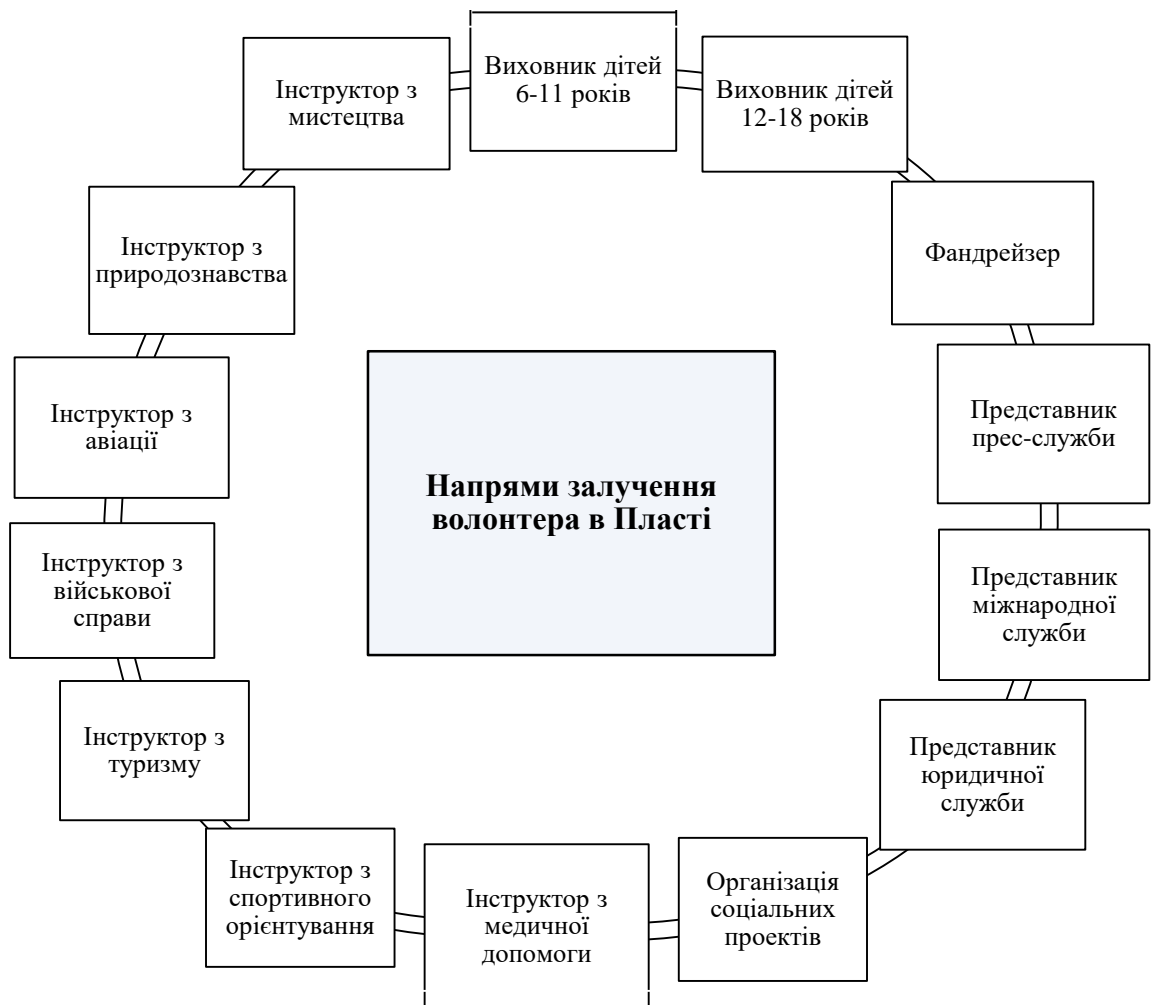 Виховник дітей
6-11 років
Виховник дітей
12-18 років
Фандрейзер
Представник
прес-служби
Представник
міжнародної
служби
Представник
юридичної
служби
Організація
соціальних
проектів
Інструктор з
медичної
допомоги
Інструктор з
спортивного
орієнтування
Інструктор з
туризму
Інструктор з
військової
справи
Інструктор з
авіації
Інструктор з
природознавства
Інструктор з
мистецтва
Напрями залучення
волонтера в Пласті